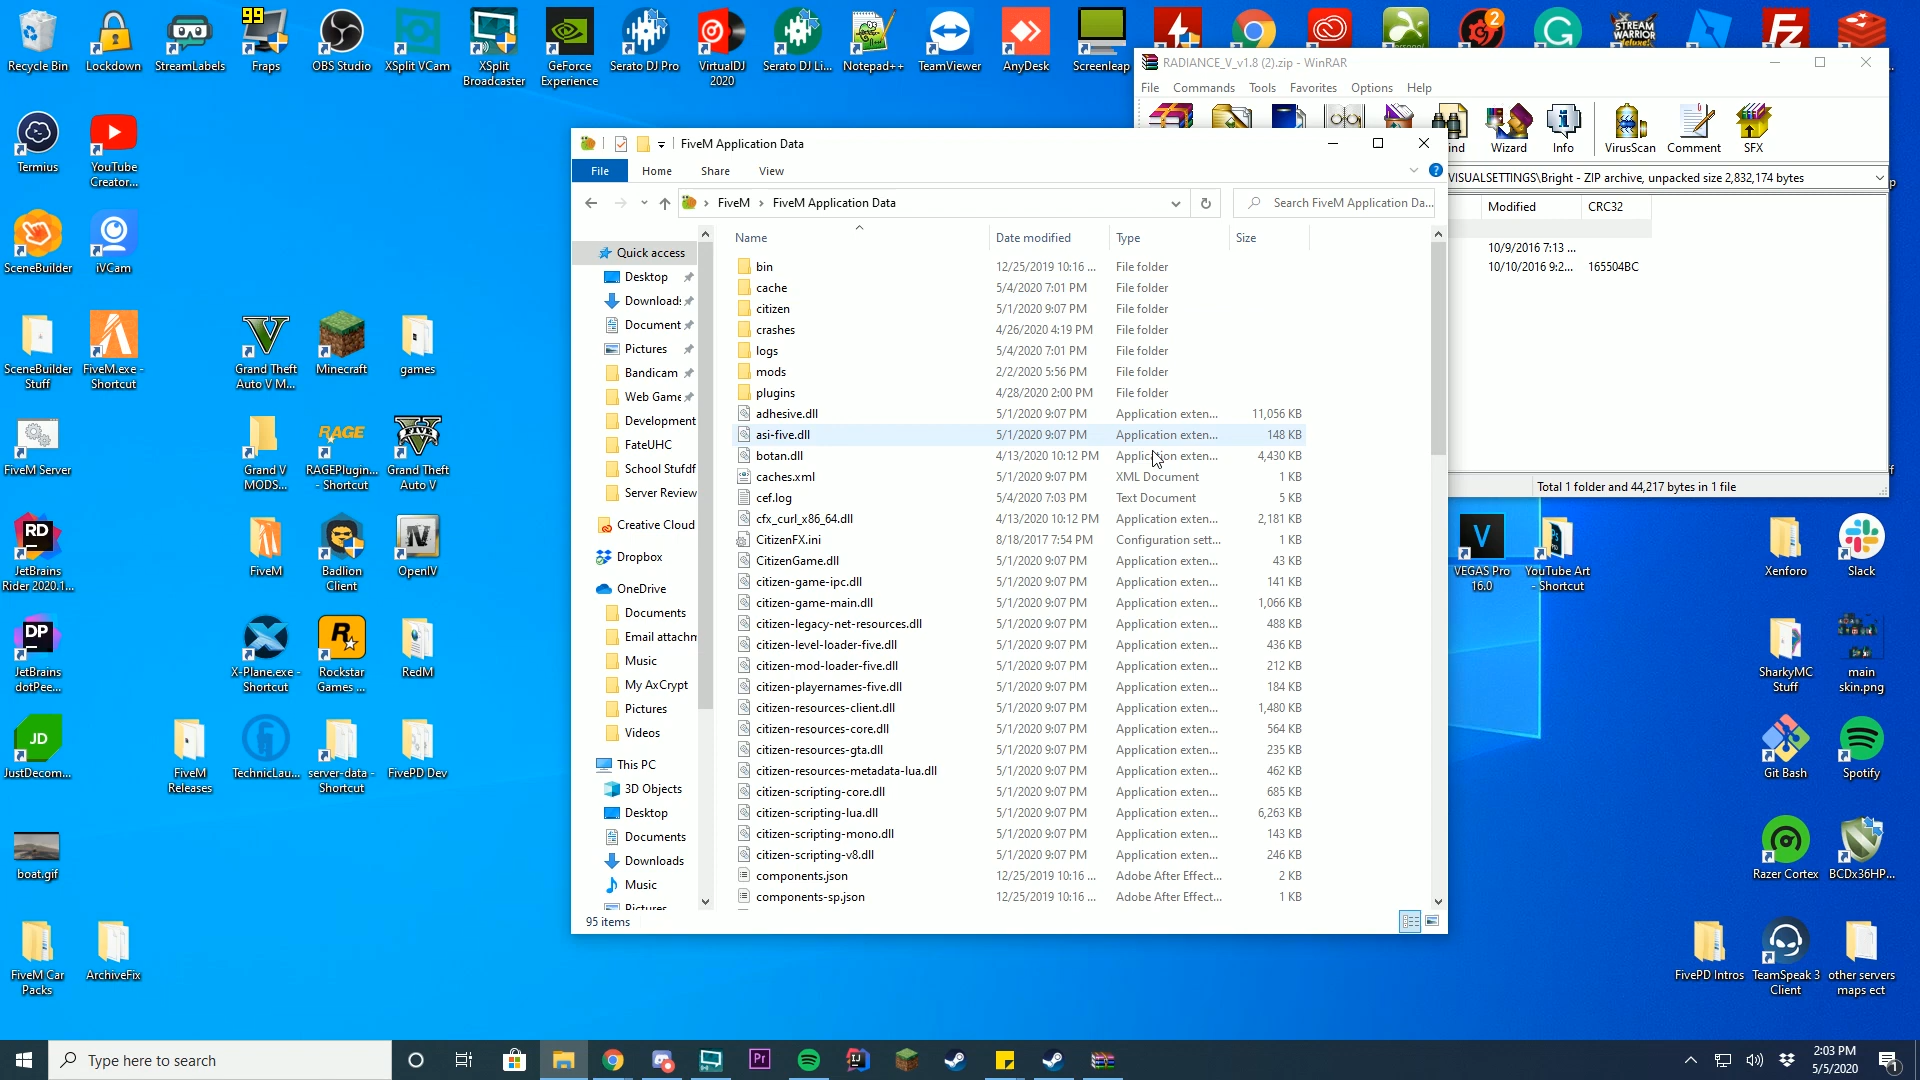 Recycle Bin
Lockdown
StreamLabels
99
Fraps
OBS Studio
XSplit VCam
XSplit
Broadcaster
GeForce
Experience
Serato DJ Pro
VirtualDJ
2020
Serato DJ Li...
Notepad++
TeamViewer
AnyDesk
Screenleap
2
STREAM
WARRIOR
Termius
YouTube
Creator...
SceneBuilder
iVCam
SceneBuilder
Stuff
FiveM.exe -
Shortcut
Grand Theft
Auto V M...
Minecraft
games
FiveM Server
Grand V
MODS...
RAGE
RAGEPlugin...
- Shortcut
FIVE
Grand Theft
Auto V
RD
JetBrains
Rider 2020.1...
FiveM
Badlion
Client
OpenIV
DP
JetBrains
dotPee...
X-Plane.exe -
Shortcut
Rockstar
Games ...
RedM
JD
JustDecom...
FiveM
Releases
TechnicLau...
server-data -
Shortcut
FivePD Dev
boat.gif
FiveM Car
Packs
ArchiveFix
RADIANCE_V_v1.8 (2).zip - WinRAR
File Commands Tools Favorites Options Help
ind
Wizard
Info
VirusScan
Comment
SFX
VISUALSETTINGS\Bright - ZIP archive, unpacked size 2,832,174 bytes
Modified CRC32
10/9/2016 7:13 ...
10/10/2016 9:2... 165504BC
Total 1 folder and 44,217 bytes in 1 file
FiveM Application Data
File Home Share View
FiveM › FiveM Application Data
Search FiveM Application Da...
Quick access
Desktop
Downloads
Document
Pictures
Bandicam
Web Game
Development
FateUHC
School Stufdf
Server Review
Creative Cloud
Dropbox
OneDrive
Documents
Email attachm
Music
My AxCrypt
Pictures
Videos
This PC
3D Objects
Desktop
Documents
Downloads
Music
Pictures
Name Date modified Type Size
bin 12/25/2019 10:16 ... File folder
cache 5/4/2020 7:01 PM File folder
citizen 5/1/2020 9:07 PM File folder
crashes 4/26/2020 4:19 PM File folder
logs 5/4/2020 7:01 PM File folder
mods 2/2/2020 5:56 PM File folder
plugins 4/28/2020 2:00 PM File folder
adhesive.dll 5/1/2020 9:07 PM Application exten... 11,056 KB
asi-five.dll 5/1/2020 9:07 PM Application exten... 148 KB
botan.dll 4/13/2020 10:12 PM Application exten... 4,430 KB
caches.xml 5/1/2020 9:07 PM XML Document 1 KB
cef.log 5/4/2020 7:03 PM Text Document 5 KB
cfx_curl_x86_64.dll 4/13/2020 10:12 PM Application exten... 2,181 KB
CitizenFX.ini 8/18/2017 7:54 PM Configuration sett... 1 KB
CitizenGame.dll 5/1/2020 9:07 PM Application exten... 43 KB
citizen-game-ipc.dll 5/1/2020 9:07 PM Application exten... 141 KB
citizen-game-main.dll 5/1/2020 9:07 PM Application exten... 1,066 KB
citizen-legacy-net-resources.dll 5/1/2020 9:07 PM Application exten... 488 KB
citizen-level-loader-five.dll 5/1/2020 9:07 PM Application exten... 436 KB
citizen-mod-loader-five.dll 5/1/2020 9:07 PM Application exten... 212 KB
citizen-playernames-five.dll 5/1/2020 9:07 PM Application exten... 184 KB
citizen-resources-client.dll 5/1/2020 9:07 PM Application exten... 1,480 KB
citizen-resources-core.dll 5/1/2020 9:07 PM Application exten... 564 KB
citizen-resources-gta.dll 5/1/2020 9:07 PM Application exten... 235 KB
citizen-resources-metadata-lua.dll 5/1/2020 9:07 PM Application exten... 462 KB
citizen-scripting-core.dll 5/1/2020 9:07 PM Application exten... 685 KB
citizen-scripting-lua.dll 5/1/2020 9:07 PM Application exten... 6,263 KB
citizen-scripting-mono.dll 5/1/2020 9:07 PM Application exten... 143 KB
citizen-scripting-v8.dll 5/1/2020 9:07 PM Application exten... 246 KB
components.json 12/25/2019 10:16 ... Adobe After Effect... 2 KB
components-sp.json 12/25/2019 10:16 ... Adobe After Effect... 1 KB
95 items
VEGAS Pro
16.0
YouTube Art
- Shortcut
Xenforo
Slack
SharkyMC
Stuff
main
skin.png
Git Bash
Spotify
Razer Cortex
BCDx36HP...
FivePD Intros
TeamSpeak 3
Client
other servers
maps ect
Type here to search
Pr
2:03 PM
5/5/2020
1